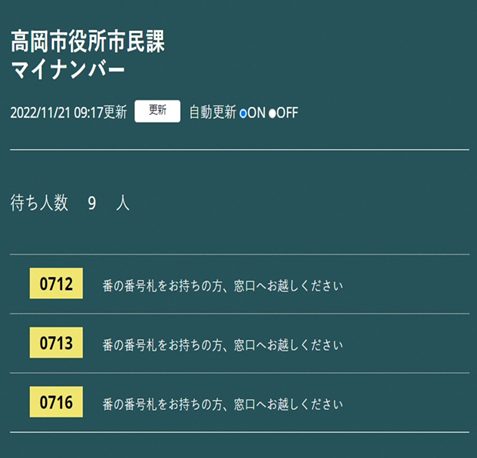 高岡市役所市民課
マイナンバー
2022/11/21 09:17更新 更新 自動更新 ON OFF
待ち人数 9 人
0712 番の番号札をお持ちの方、窓口へお越しください
0713 番の番号札をお持ちの方、窓口へお越しください
0716 番の番号札をお持ちの方、窓口へお越しください